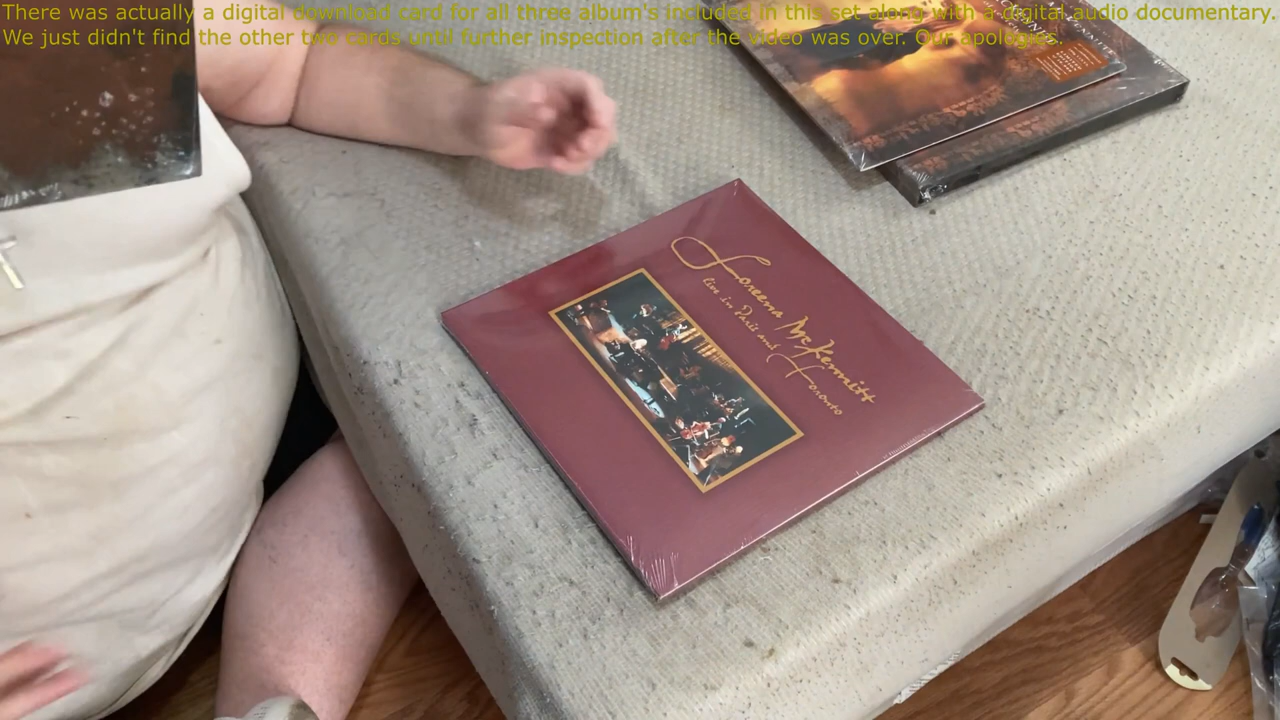 There was actually a digital download card for all three album's included in this set along with a digital audio documentary.
We just didn't find the other two cards until further inspection after the video was over. Our apologies.
Loreena McKennitt
Live in Paris and Toronto